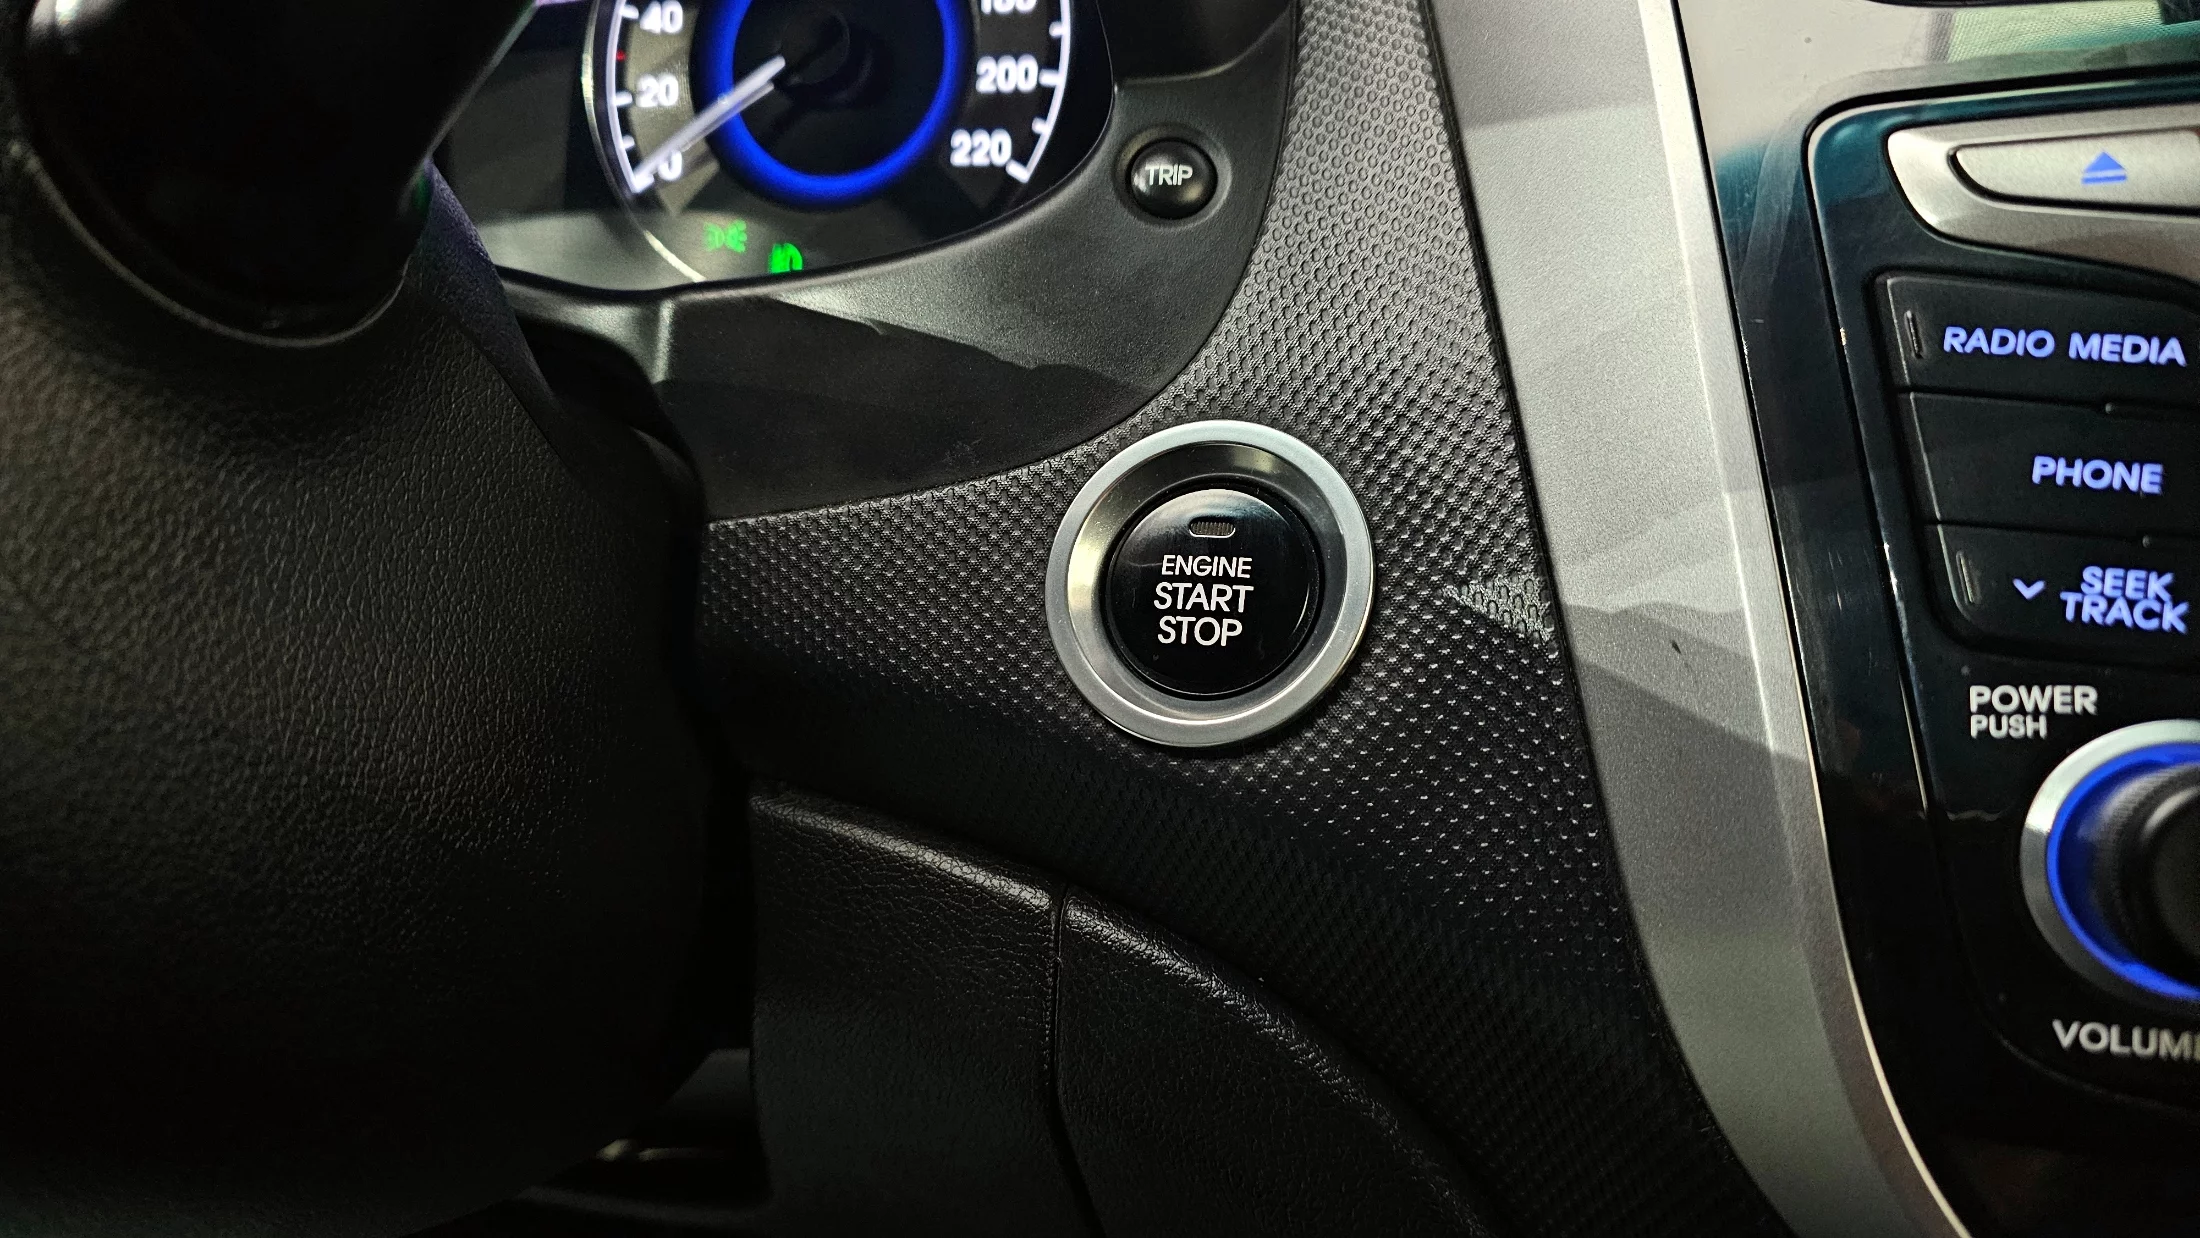 40
20
0
200
220
TRIP
ENGINE
START
STOP
RADIO MEDIA
PHONE
SEEK
TRACK
POWER
PUSH